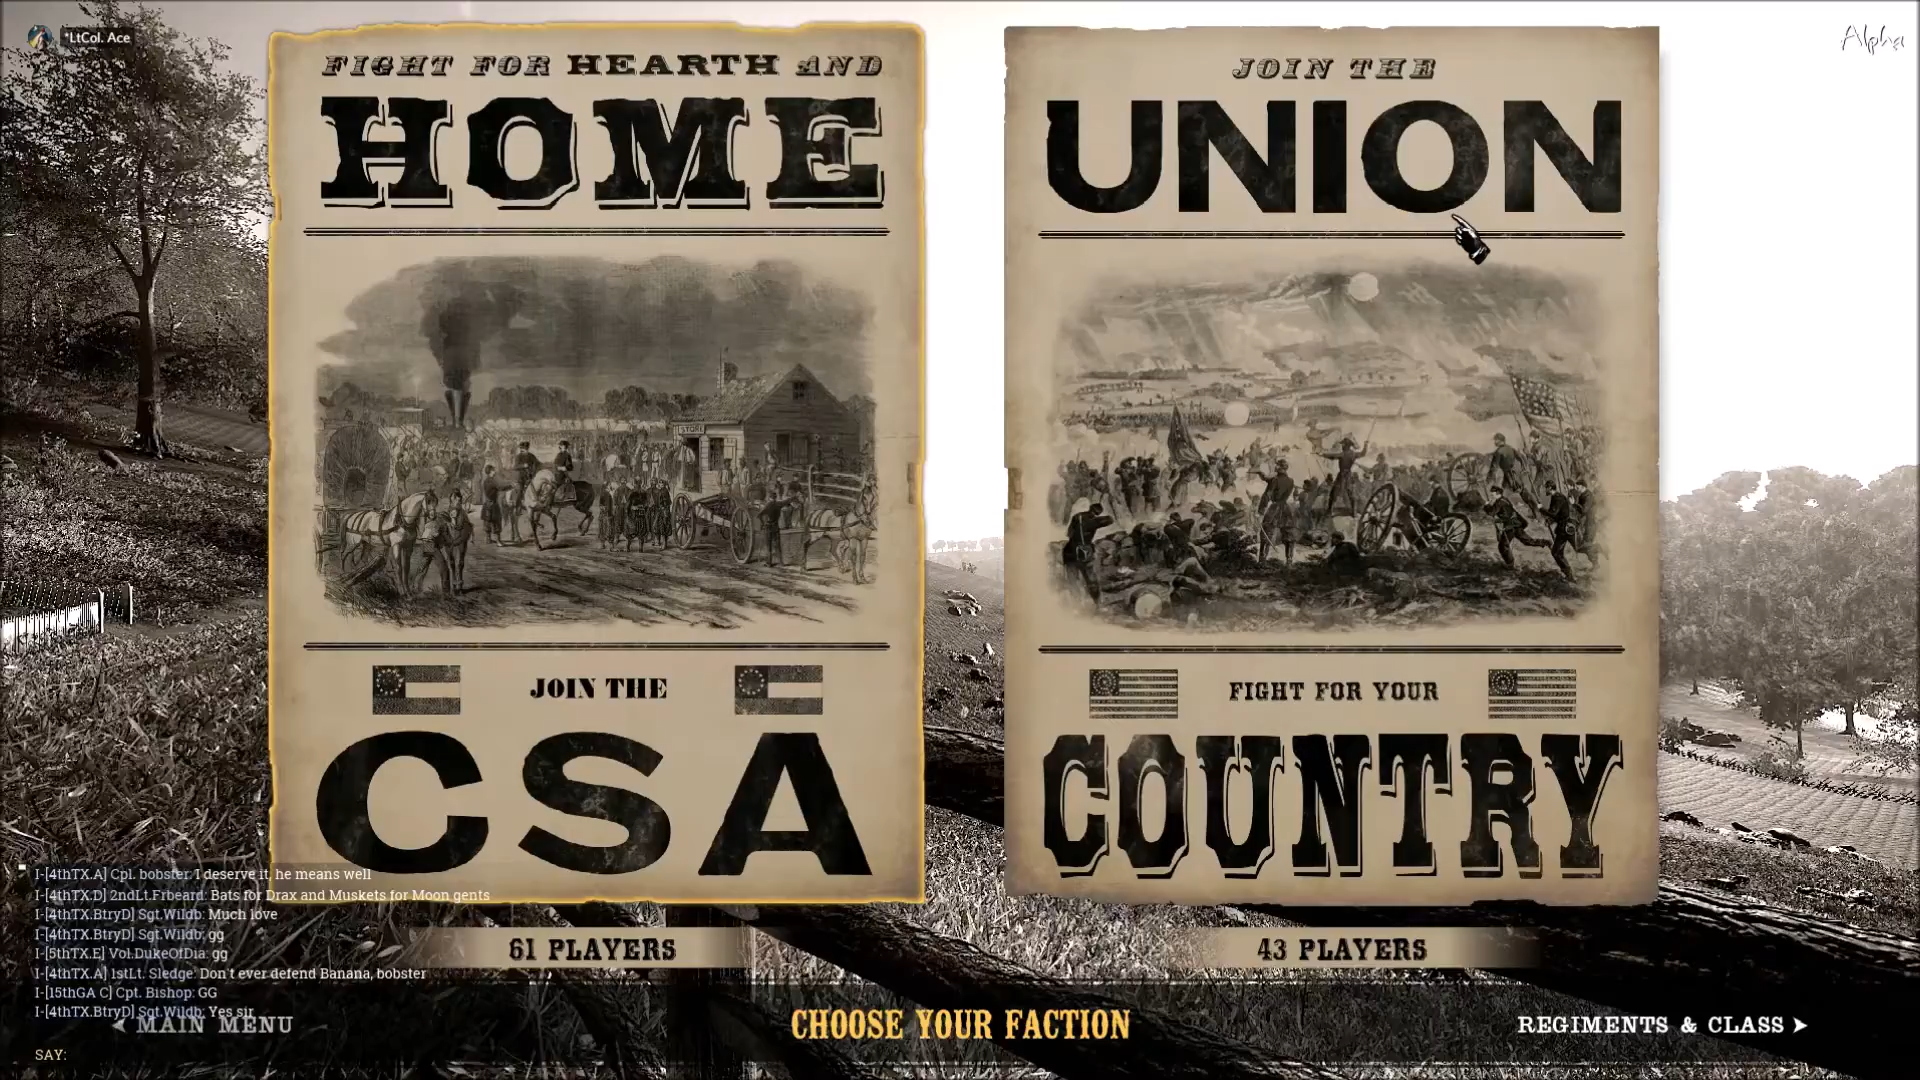 *LtCol. Ace
Alpha
FIGHT FOR HEARTH AND
HOME
JOIN THE
CSA
61 PLAYERS
JOIN THE
UNION
FIGHT FOR YOUR
COUNTRY
43 PLAYERS
STORE
I-[4thTX.A] Cpl. bobster: I deserve it, he means well
I-[4thTX.D] 2ndLt.Frbeard: Bats for Drax and Muskets for Moon gents
I-[4thTX.BtryD] Sgt.Wildb: Much love
I-[4thTX.BtryD] Sgt.Wildb: gg
I-[5thTX.E] Vol.DukeOfDia: gg
I-[4thTX.A] 1stLt. Sledge: Don't ever defend Banana, bobster
I-[15thGA C] Cpt. Bishop: GG
I-[4thTX.BtryD] Sgt.Wildb: Yes sir
MAIN MENU
CHOOSE YOUR FACTION
REGIMENTS & CLASS
SAY: